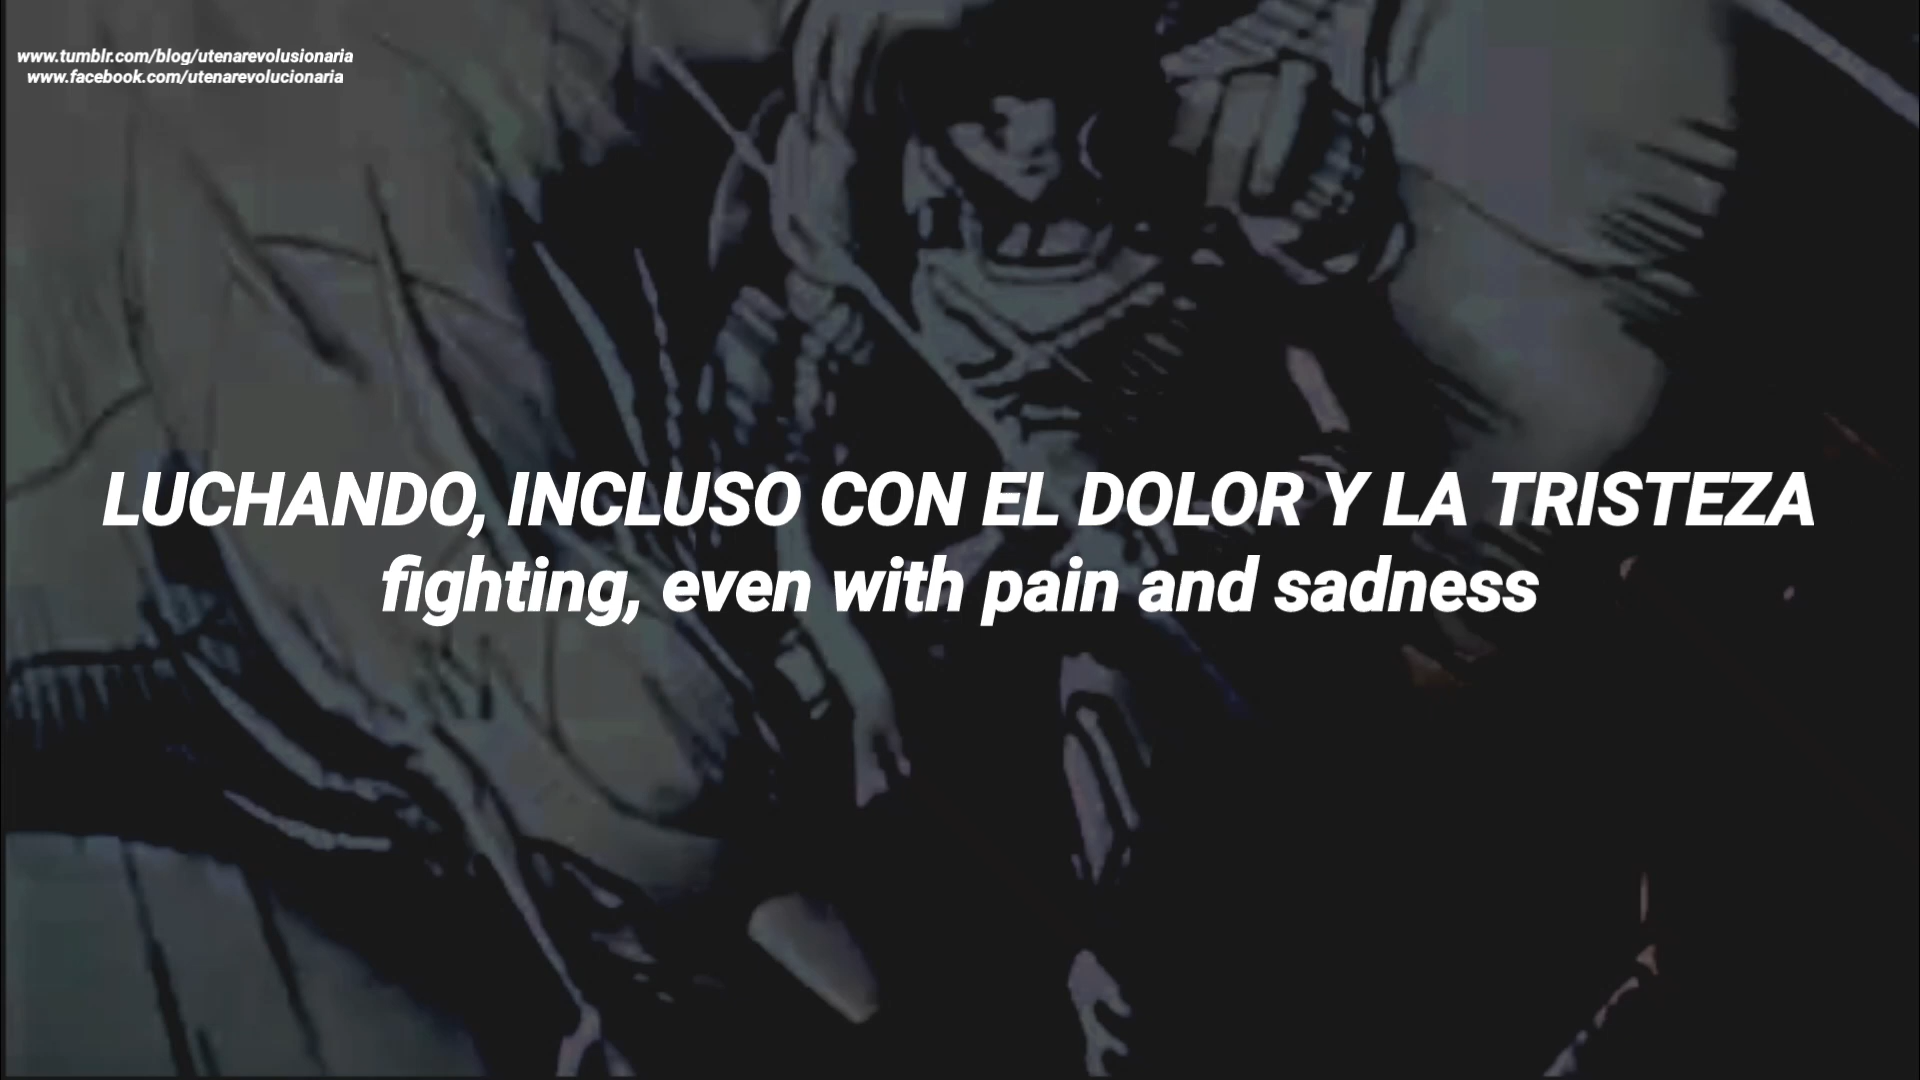 www.tumblr.com/blog/utenarevolusionaria
www.facebook.com/utenarevolucionaria
LUCHANDO, INCLUSO CON EL DOLOR Y LA TRISTEZA
fighting, even with pain and sadness